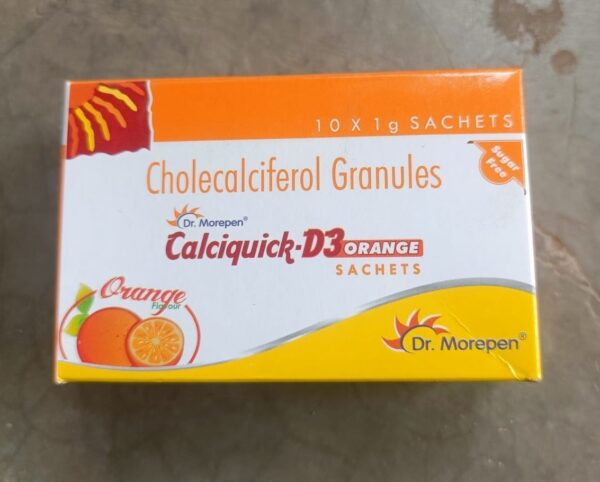 10 X 1g SACHETS
Sugar
Free
Cholecalciferol Granules
Dr. Morepen®
Calciquick-D3 ORANGE
SACHETS
Orange
Flavour
Dr. Morepen®